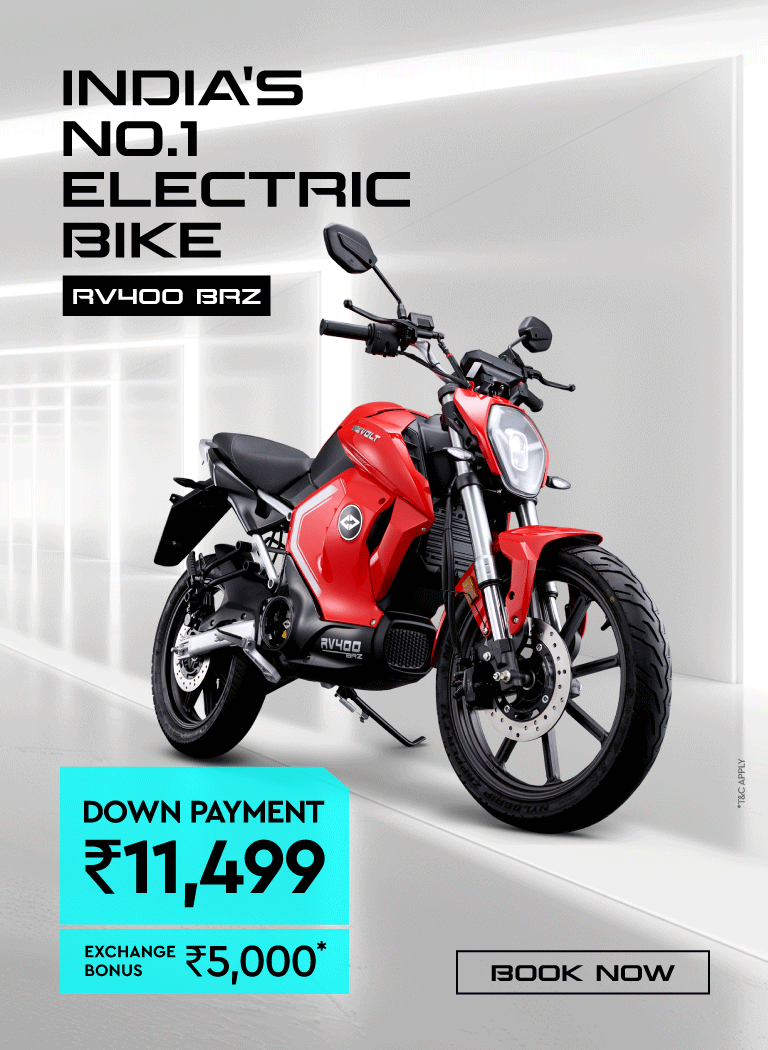 INDIA'S
NO.1
ELECTRIC
BIKE
RV400 BRZ
REVOLT
RV400
BRZ
*T&C APPLY
DOWN PAYMENT
₹11,499
EXCHANGE
BONUS
₹5,000*
BOOK NOW